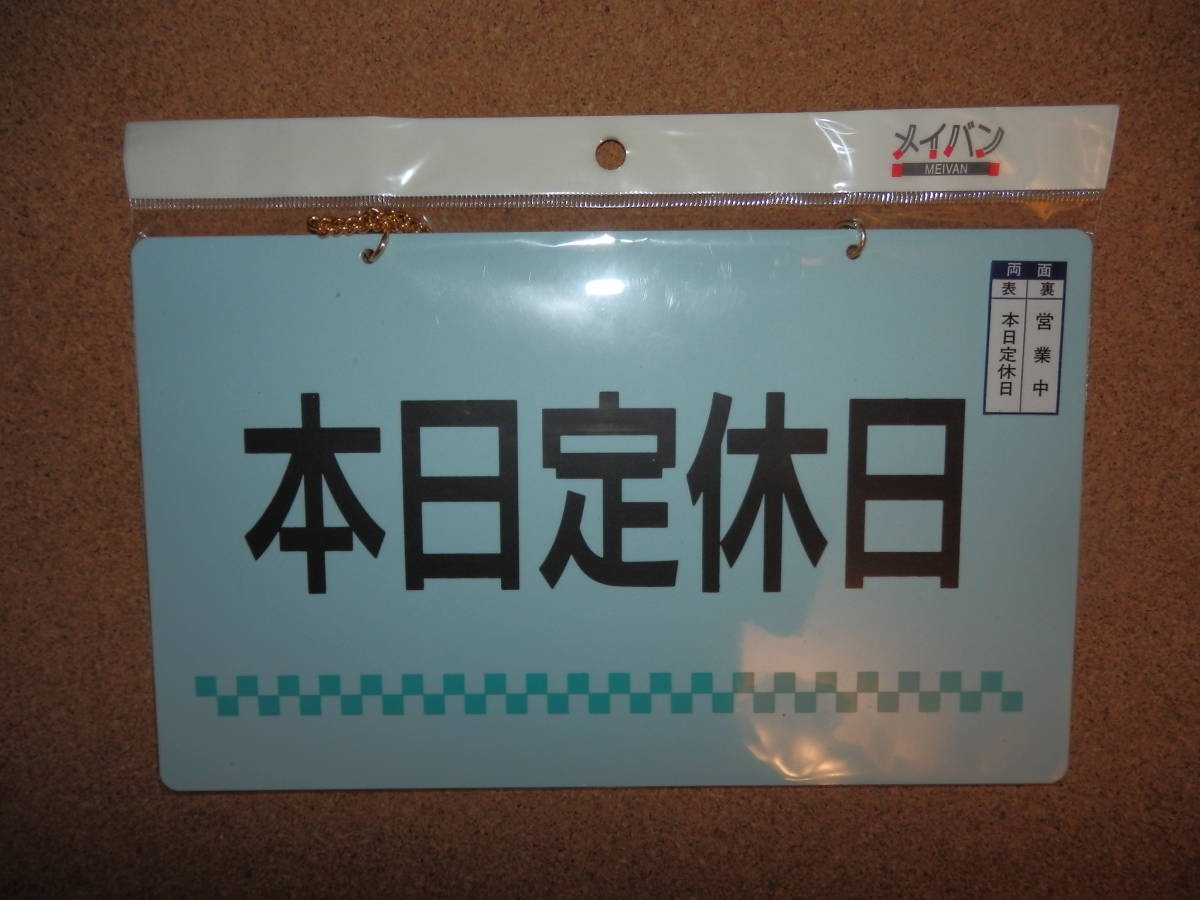 メイバン
MEIVAN
両面
表 裏
本日定休日 営業中
本日定休日